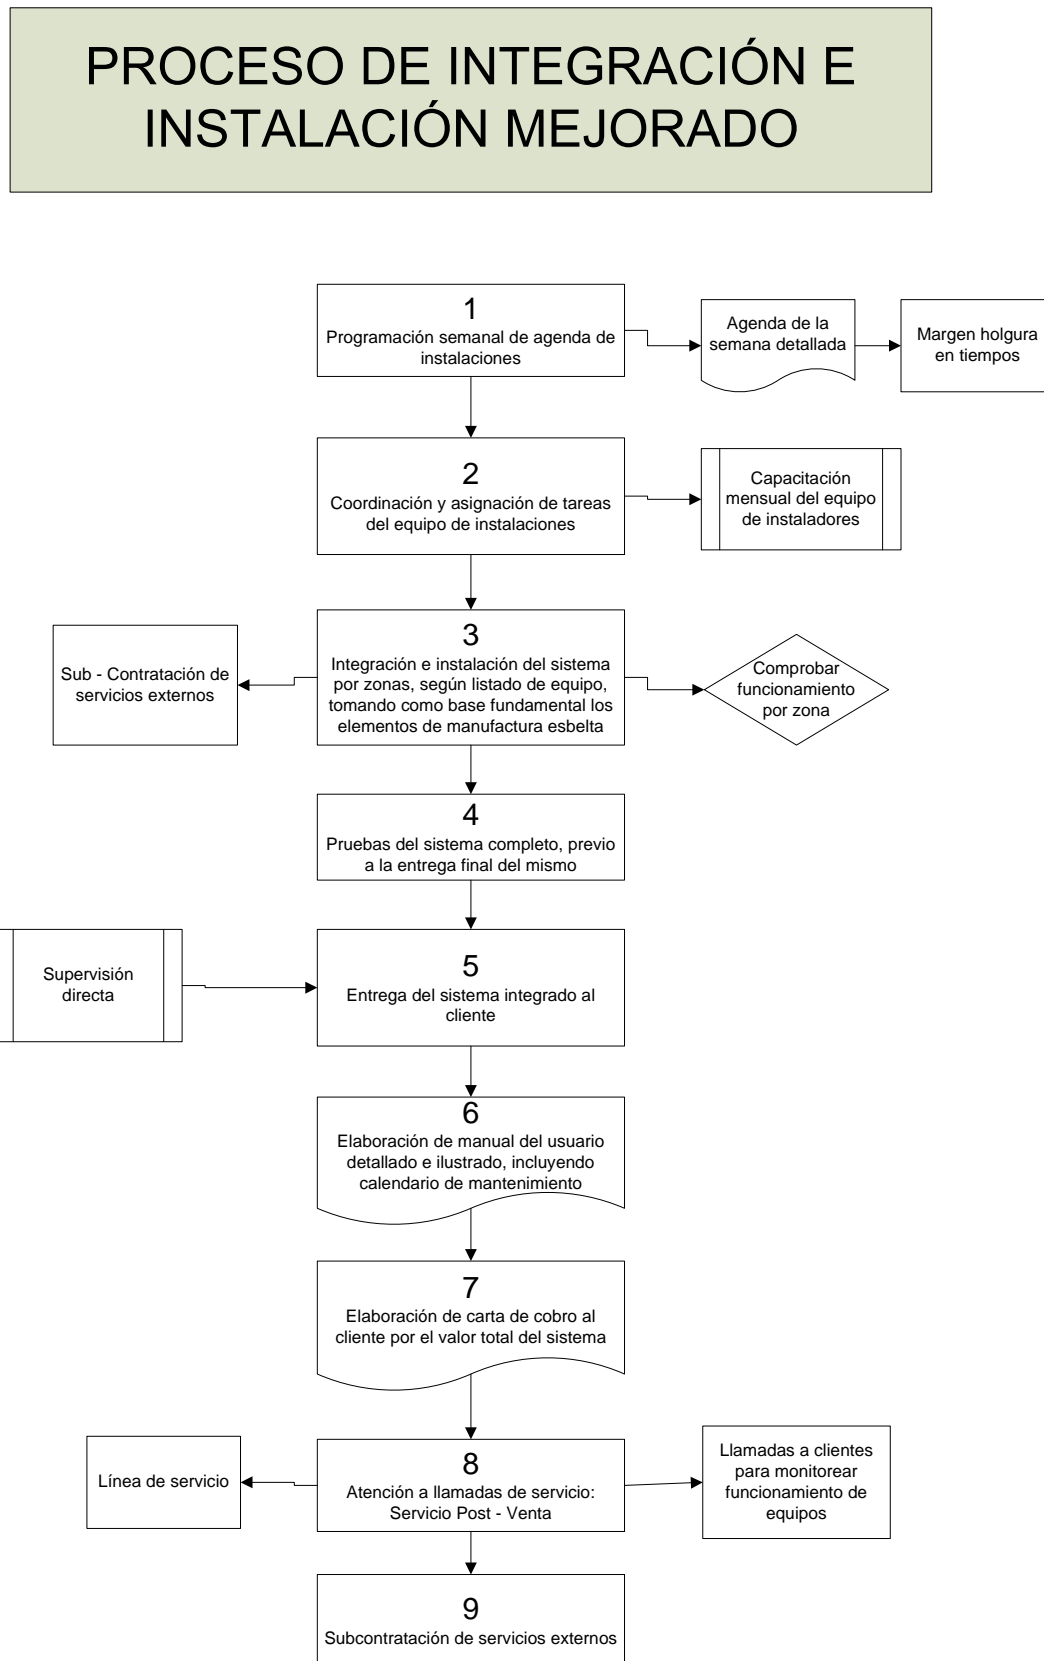 PROCESO DE INTEGRACIÓN E
INSTALACIÓN MEJORADO
1
Programación semanal de agenda de
instalaciones
Agenda de la
semana detallada
Margen holgura
en tiempos
2
Coordinación y asignación de tareas
del equipo de instalaciones
Capacitación
mensual del equipo
de instaladores
Sub - Contratación de
servicios externos
3
Integración e instalación del sistema
por zonas, según listado de equipo,
tomando como base fundamental los
elementos de manufactura esbelta
Comprobar
funcionamiento
por zona
4
Pruebas del sistema completo, previo
a la entrega final del mismo
Supervisión
directa
5
Entrega del sistema integrado al
cliente
6
Elaboración de manual del usuario
detallado e ilustrado, incluyendo
calendario de mantenimiento
7
Elaboración de carta de cobro al
cliente por el valor total del sistema
Línea de servicio
8
Atención a llamadas de servicio:
Servicio Post - Venta
Llamadas a clientes
para monitorear
funcionamiento de
equipos
9
Subcontratación de servicios externos